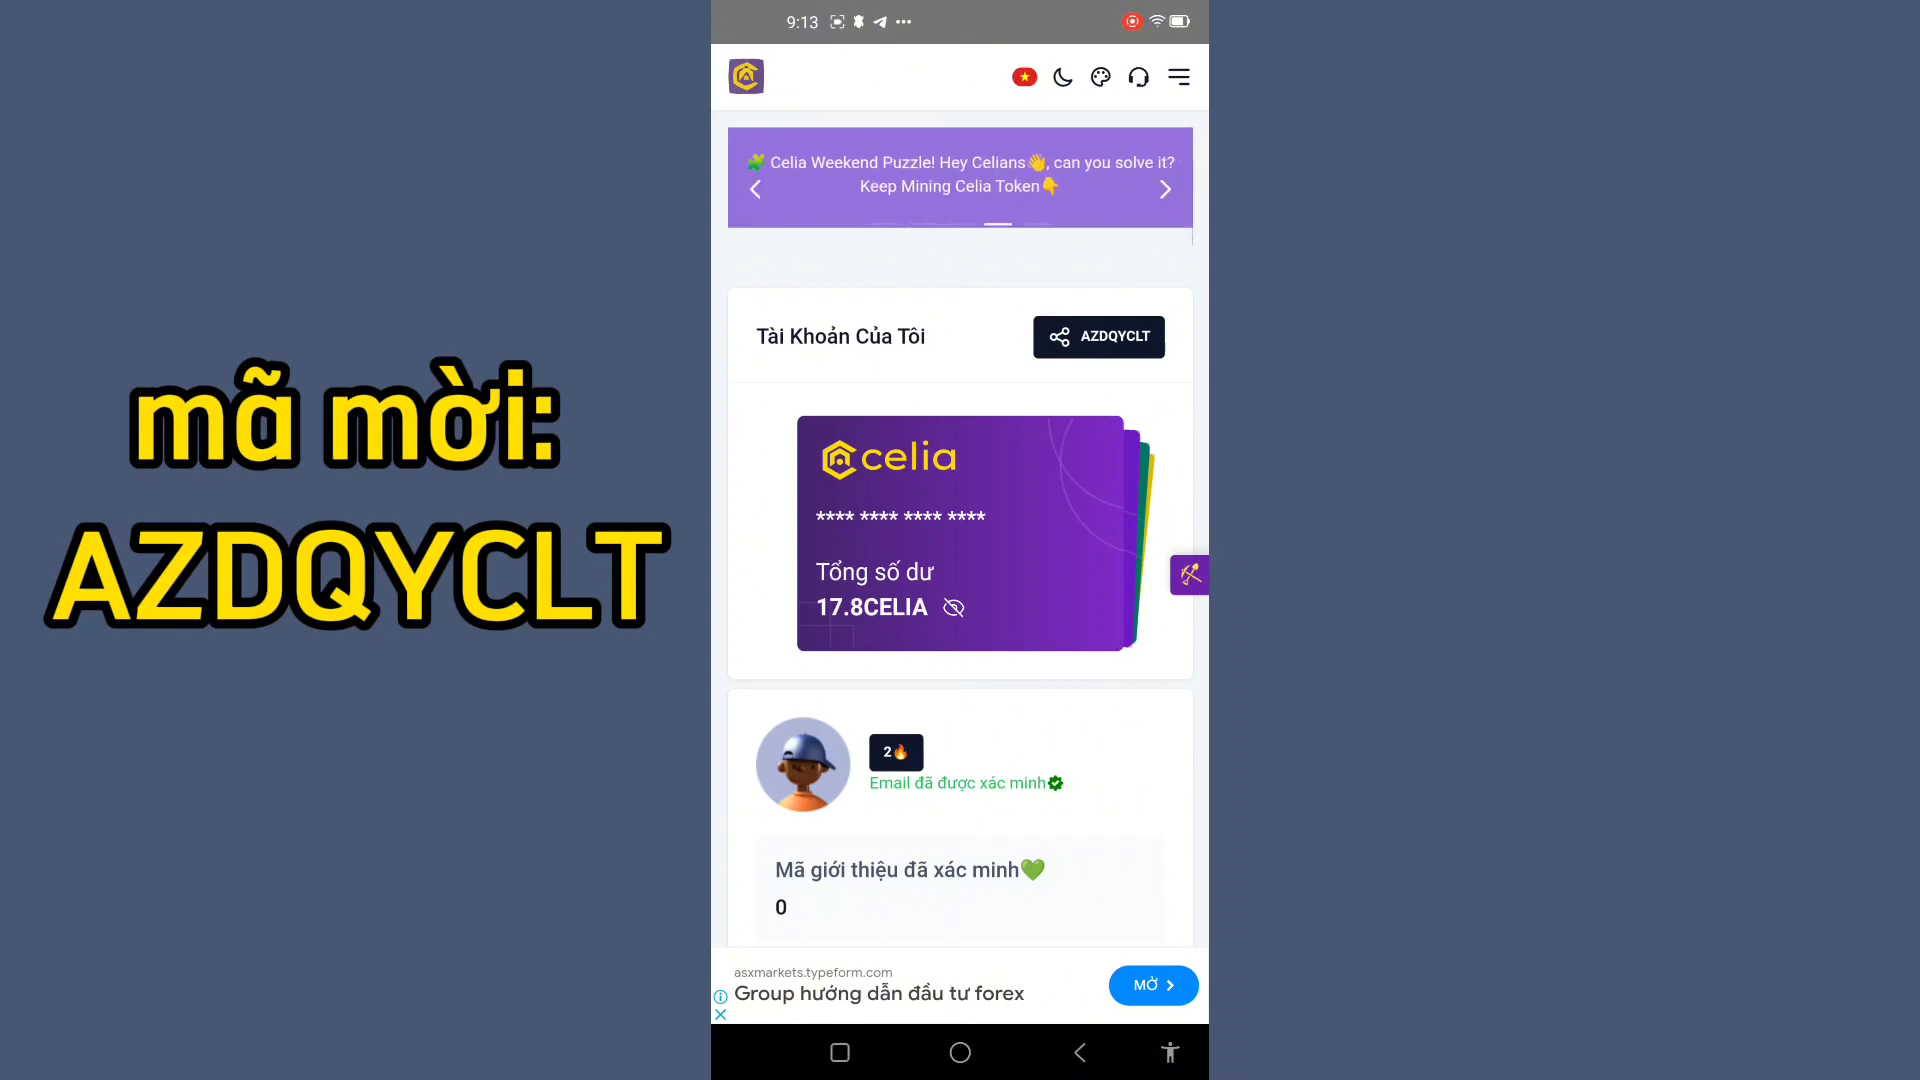 mã mời:
AZDQYCLT
9:13
🧩 Celia Weekend Puzzle! Hey Celians👋, can you solve it?
Keep Mining Celia Token👇
Tài Khoản Của Tôi
AZDQYCLT
celia
**** **** **** ****
Tổng số dư
17.8CELIA
2🔥
Email đã được xác minh
Mã giới thiệu đã xác minh💚
0
asxmarkets.typeform.com
Group hướng dẫn đầu tư forex
MỞ